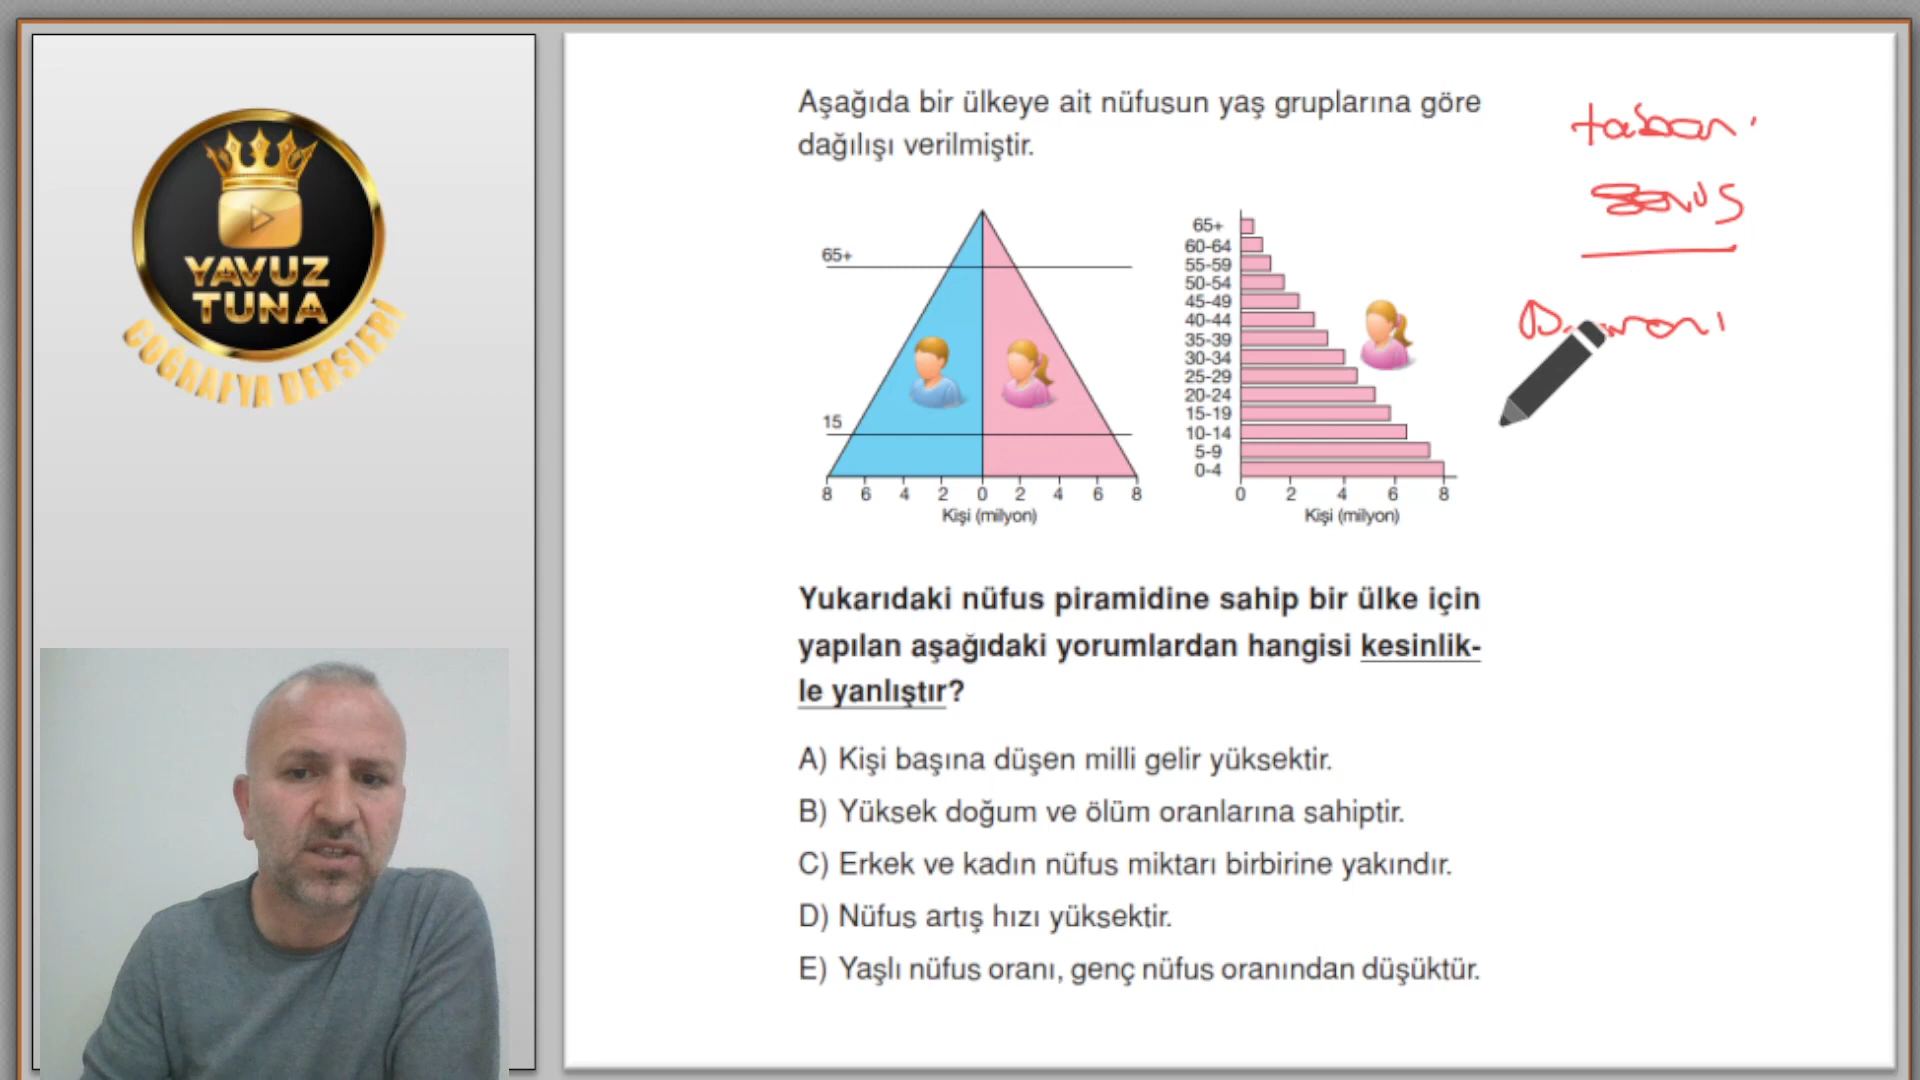 YAVUZ
TUNA
COĞRAFYA DERSLERİ
Aşağıda bir ülkeye ait nüfusun yaş gruplarına göre
dağılışı verilmiştir.
65+
15
8 6 4 2 0 2 4 6 8
Kişi (milyon)
65+
60-64
55-59
50-54
45-49
40-44
35-39
30-34
25-29
20-24
15-19
10-14
5-9
0-4
0 2 4 6 8
Kişi (milyon)
taban
Yukarıdaki nüfus piramidine sahip bir ülke için
yapılan aşağıdaki yorumlardan hangisi kesinlik-
le yanlıştır?
A) Kişi başına düşen milli gelir yüksektir.
B) Yüksek doğum ve ölüm oranlarına sahiptir.
C) Erkek ve kadın nüfus miktarı birbirine yakındır.
D) Nüfus artış hızı yüksektir.
E) Yaşlı nüfus oranı, genç nüfus oranından düşüktür.